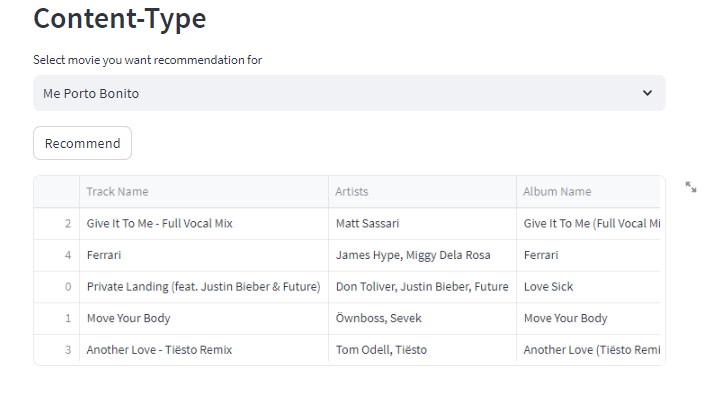 Content-Type
Select movie you want recommendation for
Me Porto Bonito
Recommend
Track Name Artists Album Name
2 Give It To Me - Full Vocal Mix Matt Sassari Give It To Me (Full Vocal Mi
4 Ferrari James Hype, Miggy Dela Rosa Ferrari
0 Private Landing (feat. Justin Bieber & Future) Don Toliver, Justin Bieber, Future Love Sick
1 Move Your Body Öwnboss, Sevek Move Your Body
3 Another Love - Tiësto Remix Tom Odell, Tiësto Another Love (Tiësto Remi